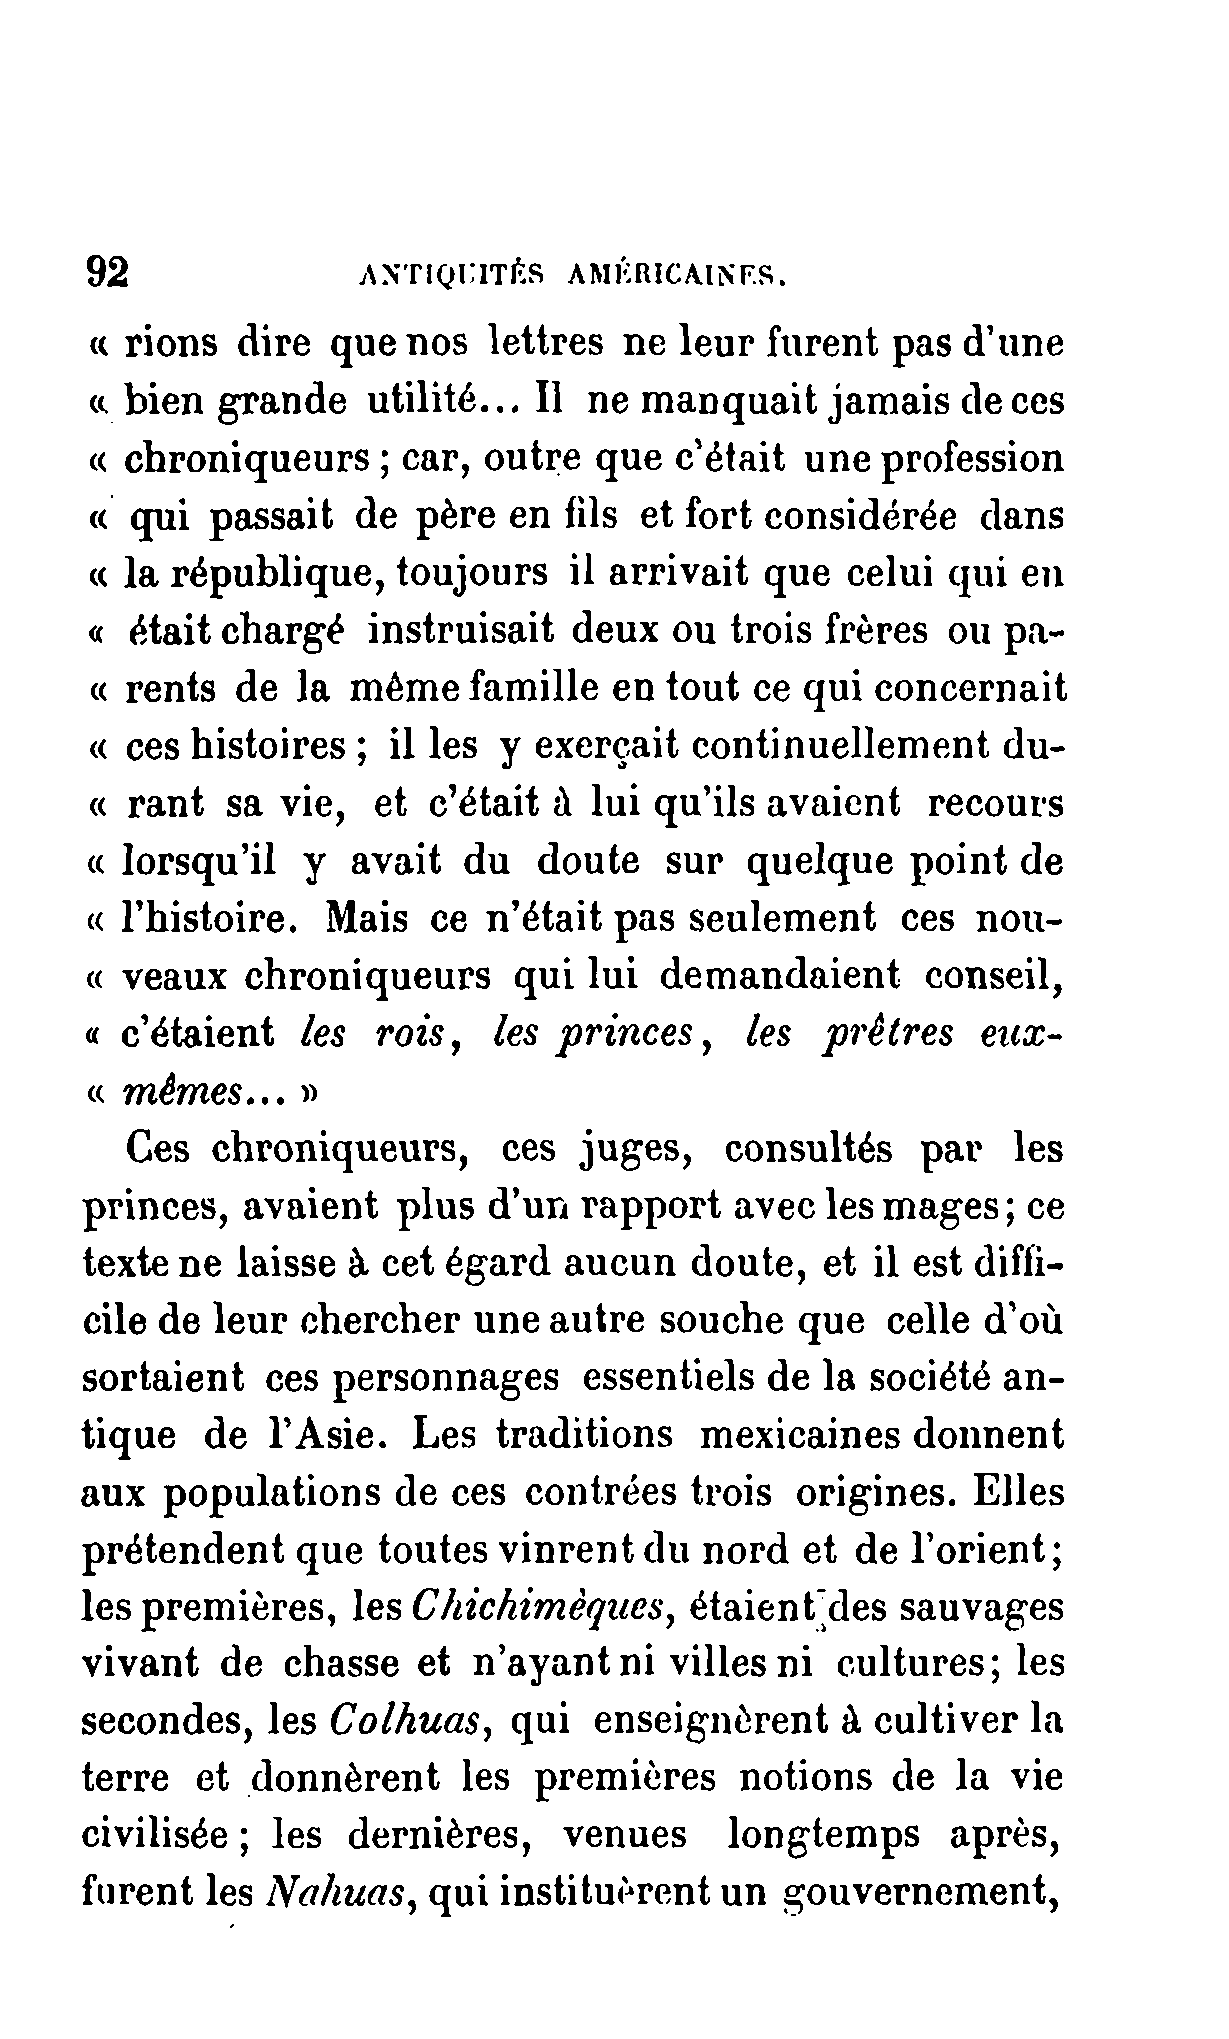 92 ANTIQUITÉS AMÉRICAINES.
« rions dire que nos lettres ne leur furent pas d'une
« bien grande utilité... Il ne manquait jamais de ces
« chroniqueurs ; car, outre que c'était une profession
« qui passait de père en fils et fort considérée dans
« la république, toujours il arrivait que celui qui en
« était chargé instruisait deux ou trois frères ou pa-
« rents de la même famille en tout ce qui concernait
« ces histoires ; il les y exerçait continuellement du-
« rant sa vie, et c'était à lui qu'ils avaient recours
« lorsqu'il y avait du doute sur quelque point de
« l'histoire. Mais ce n'était pas seulement ces nou-
« veaux chroniqueurs qui lui demandaient conseil,
« c'étaient les rois, les princes, les prêtres eux-
« mêmes... »
Ces chroniqueurs, ces juges, consultés par les
princes, avaient plus d'un rapport avec les mages; ce
texte ne laisse à cet égard aucun doute, et il est diffi-
cile de leur chercher une autre souche que celle d'où
sortaient ces personnages essentiels de la société an-
tique de l'Asie. Les traditions mexicaines donnent
aux populations de ces contrées trois origines. Elles
prétendent que toutes vinrent du nord et de l'orient;
les premières, les Chichimèques, étaient des sauvages
vivant de chasse et n'ayant ni villes ni cultures; les
secondes, les Colhuas, qui enseignèrent à cultiver la
terre et donnèrent les premières notions de la vie
civilisée ; les dernières, venues longtemps après,
furent les Nahuas, qui instituèrent un gouvernement,